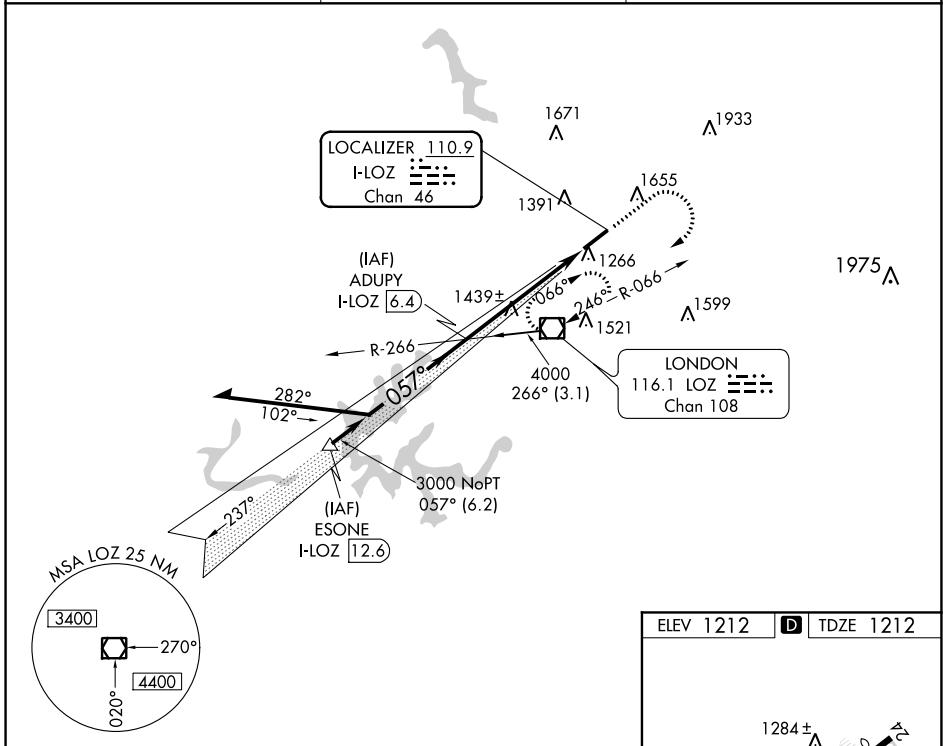 1671
1933
LOCALIZER 110.9
I-LOZ
Chan 46
1655
1391
(IAF)
ADUPY
I-LOZ 6.4
1266
1439±
066°
246°
R-066
1975
1599
1521
R-266
4000
266° (3.1)
LONDON
116.1 LOZ
Chan 108
057°
282°
102°
3000 NoPT
057° (6.2)
(IAF)
ESONE
I-LOZ 12.6
237°
MSA LOZ 25 NM
3400
270°
4400
020°
ELEV 1212 D TDZE 1212
1284±
24